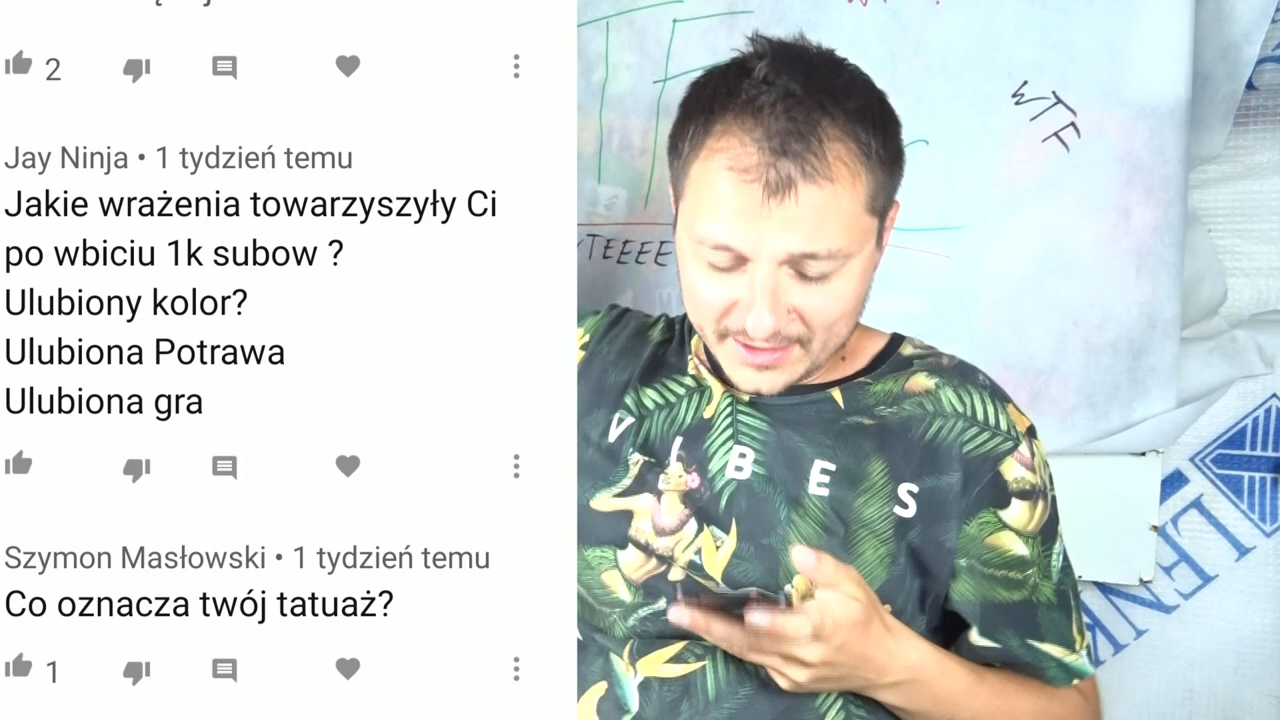 2
Jay Ninja • 1 tydzień temu
Jakie wrażenia towarzyszyły Ci
po wbiciu 1k subow ?
Ulubiony kolor?
Ulubiona Potrawa
Ulubiona gra
Szymon Masłowski • 1 tydzień temu
Co oznacza twój tatuaż?
1
WTF
TEEEE
VIBES